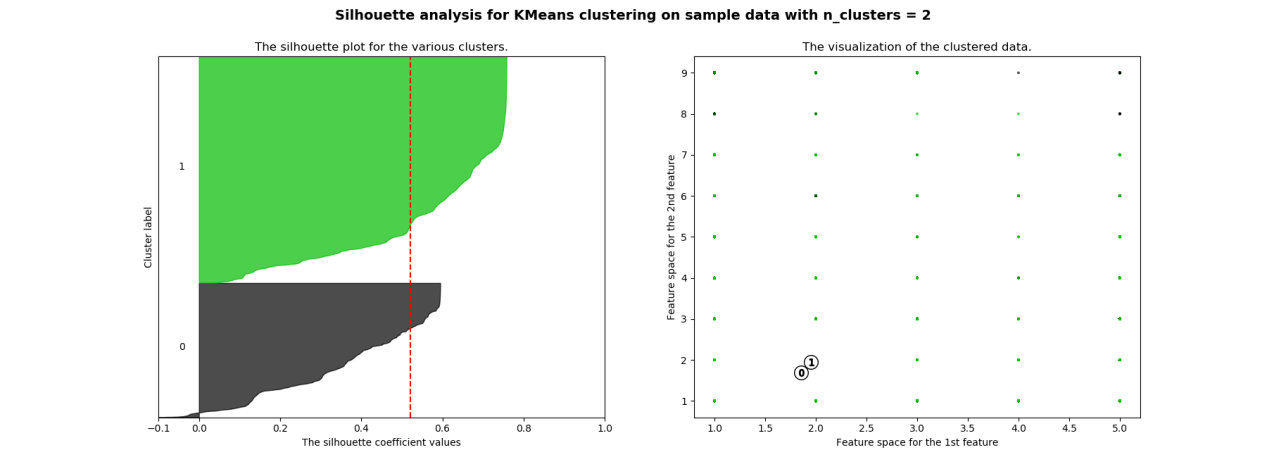 Silhouette analysis for KMeans clustering on sample data with n_clusters = 2
The silhouette plot for the various clusters.
Cluster label
1
0
−0.1 0.0 0.2 0.4 0.6 0.8 1.0
The silhouette coefficient values
The visualization of the clustered data.
Feature space for the 2nd feature
9
8
7
6
5
4
3
2
1
1
0
1.0 1.5 2.0 2.5 3.0 3.5 4.0 4.5 5.0
Feature space for the 1st feature